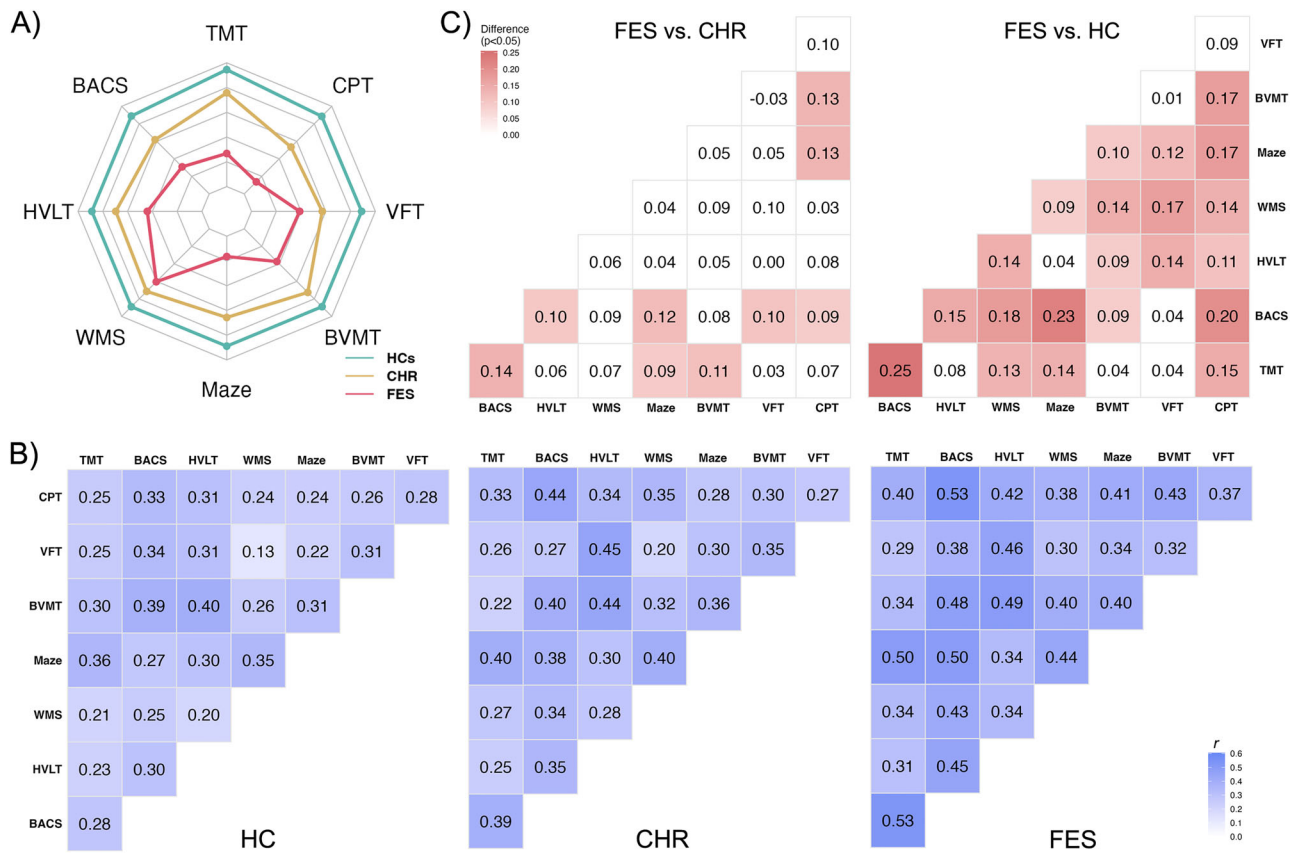 A)
TMT
BACS
CPT
HVLT
VFT
WMS
BVMT
Maze
HCs
CHR
FES
C)
Difference
(p<0.05)
0.25
0.20
0.15
0.10
0.05
0.00
FES vs. CHR
0.10
-0.03 0.13
0.05 0.05 0.13
0.04 0.09 0.10 0.03
0.06 0.04 0.05 0.00 0.08
0.10 0.09 0.12 0.08 0.10 0.09
0.14 0.06 0.07 0.09 0.11 0.03 0.07
BACS HVLT WMS Maze BVMT VFT CPT
FES vs. HC
0.09 VFT
0.01 0.17 BVMT
0.10 0.12 0.17 Maze
0.09 0.14 0.17 0.14 WMS
0.14 0.04 0.09 0.14 0.11 HVLT
0.15 0.18 0.23 0.09 0.04 0.20 BACS
0.25 0.08 0.13 0.14 0.04 0.04 0.15 TMT
BACS HVLT WMS Maze BVMT VFT CPT
B)
TMT BACS HVLT WMS Maze BVMT VFT
CPT 0.25 0.33 0.31 0.24 0.24 0.26 0.28
VFT 0.25 0.34 0.31 0.13 0.22 0.31
BVMT 0.30 0.39 0.40 0.26 0.31
Maze 0.36 0.27 0.30 0.35
WMS 0.21 0.25 0.20
HVLT 0.23 0.30
BACS 0.28
HC
TMT BACS HVLT WMS Maze BVMT VFT
0.33 0.44 0.34 0.35 0.28 0.30 0.27
0.26 0.27 0.45 0.20 0.30 0.35
0.22 0.40 0.44 0.32 0.36
0.40 0.38 0.30 0.40
0.27 0.34 0.28
0.25 0.35
0.39
CHR
TMT BACS HVLT WMS Maze BVMT VFT
0.40 0.53 0.42 0.38 0.41 0.43 0.37
0.29 0.38 0.46 0.30 0.34 0.32
0.34 0.48 0.49 0.40 0.40
0.50 0.50 0.34 0.44
0.34 0.43 0.34
0.31 0.45
0.53
FES
r
0.6
0.5
0.4
0.3
0.2
0.1
0.0